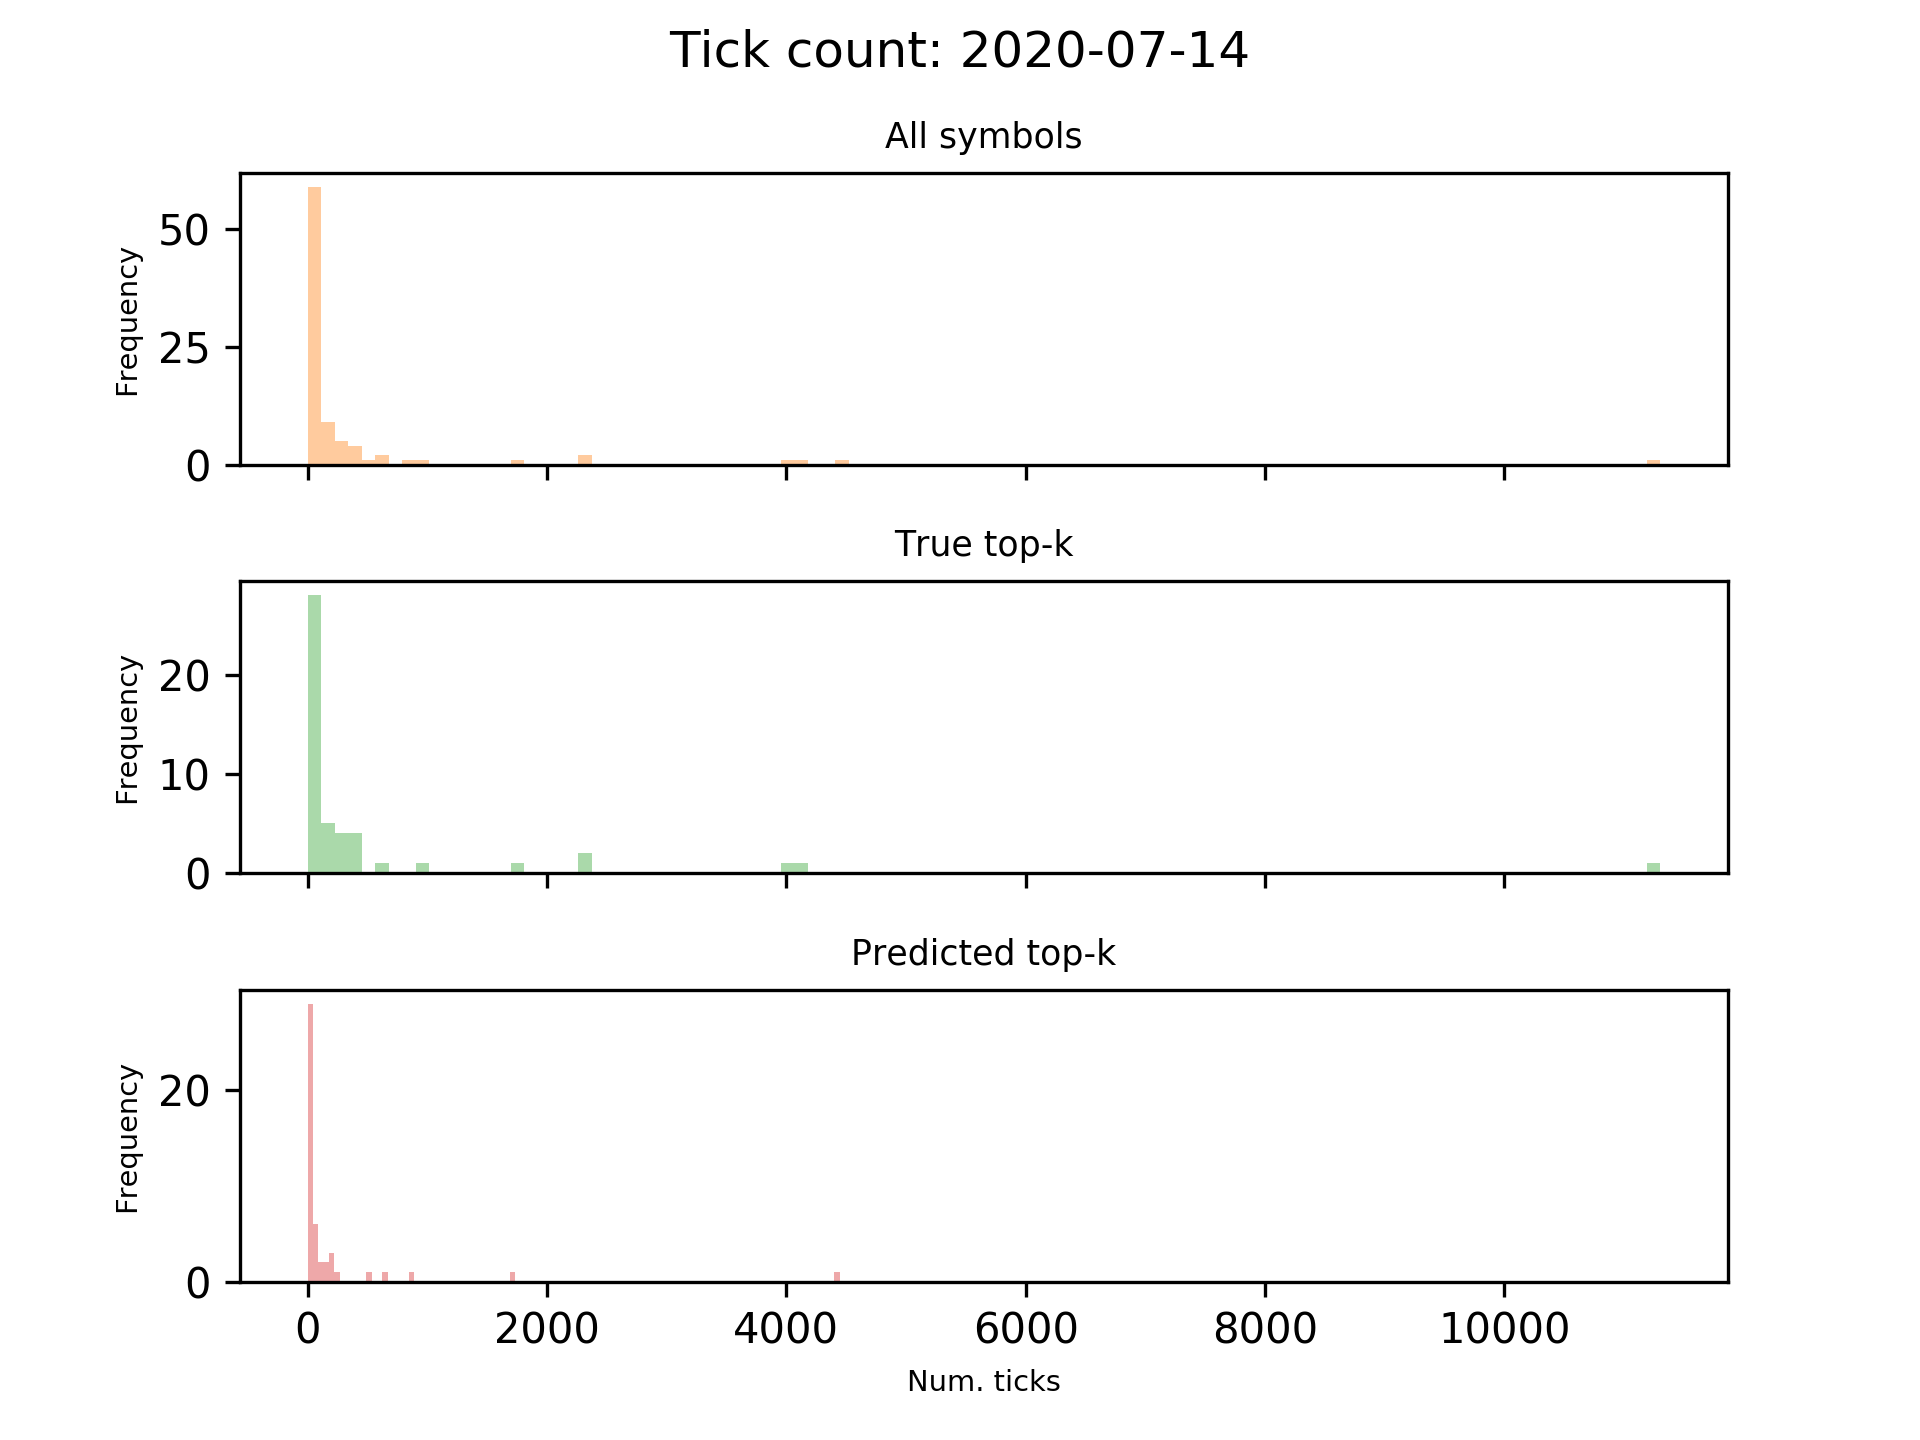 Tick count: 2020-07-14
All symbols
Frequency
50
25
0
True top-k
Frequency
20
10
0
Predicted top-k
Frequency
20
0
0 2000 4000 6000 8000 10000
Num. ticks